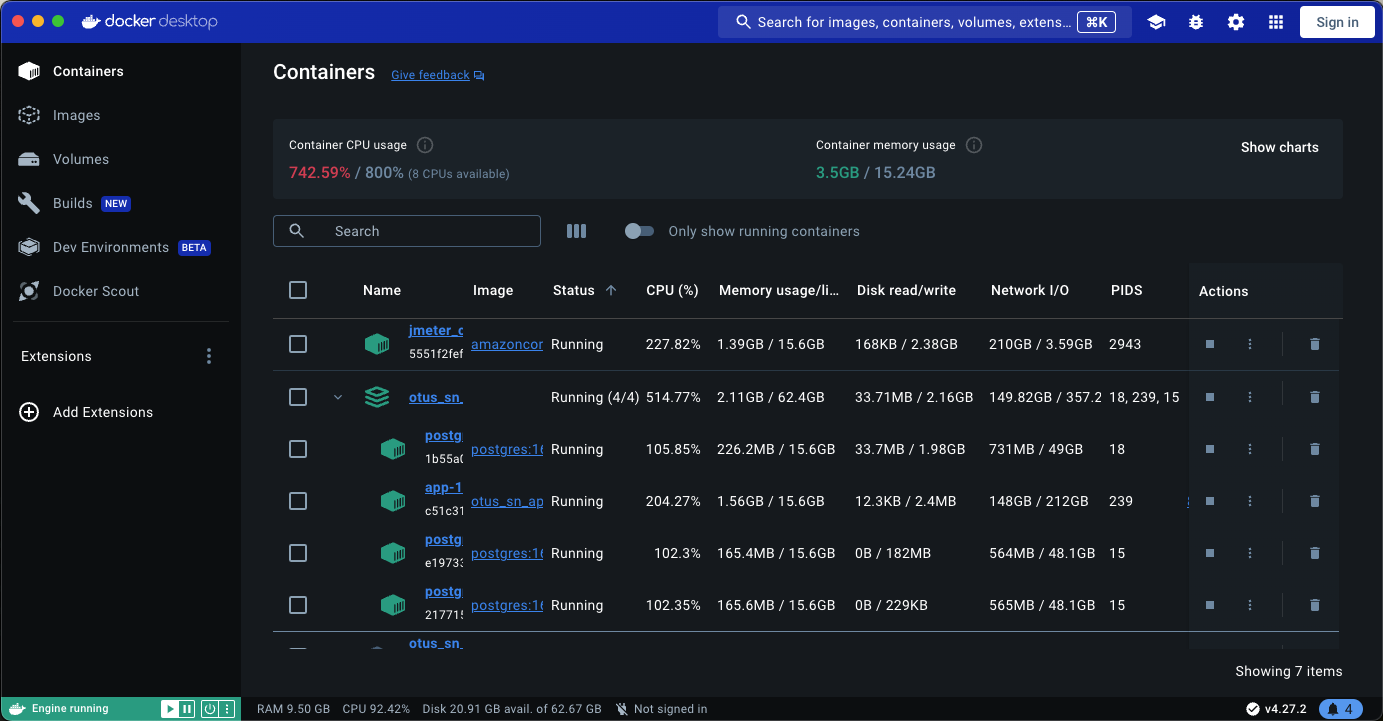 docker desktop
Search for images, containers, volumes, extens... ⌘K
Sign in
Containers
Images
Volumes
Builds NEW
Dev Environments BETA
Docker Scout
Extensions
Add Extensions
Containers Give feedback
Container CPU usage
742.59% / 800% (8 CPUs available)
Container memory usage
3.5GB / 15.24GB
Show charts
Search
Only show running containers
Name Image Status CPU (%) Memory usage/li... Disk read/write Network I/O PIDS Actions
jmeter_c
5551f2fef amazoncor Running 227.82% 1.39GB / 15.6GB 168KB / 2.38GB 210GB / 3.59GB 2943
otus_sn_ Running (4/4) 514.77% 2.11GB / 62.4GB 33.71MB / 2.16GB 149.82GB / 357.2 18, 239, 15
postg
1b55a0 postgres:16 Running 105.85% 226.2MB / 15.6GB 33.7MB / 1.98GB 731MB / 49GB 18
app-1
c51c31 otus_sn_ap Running 204.27% 1.56GB / 15.6GB 12.3KB / 2.4MB 148GB / 212GB 239
postg
e19733 postgres:16 Running 102.3% 165.4MB / 15.6GB 0B / 182MB 564MB / 48.1GB 15
postg
217715 postgres:16 Running 102.35% 165.6MB / 15.6GB 0B / 229KB 565MB / 48.1GB 15
otus_sn_
Showing 7 items
Engine running
RAM 9.50 GB CPU 92.42% Disk 20.91 GB avail. of 62.67 GB Not signed in
v4.27.2
4